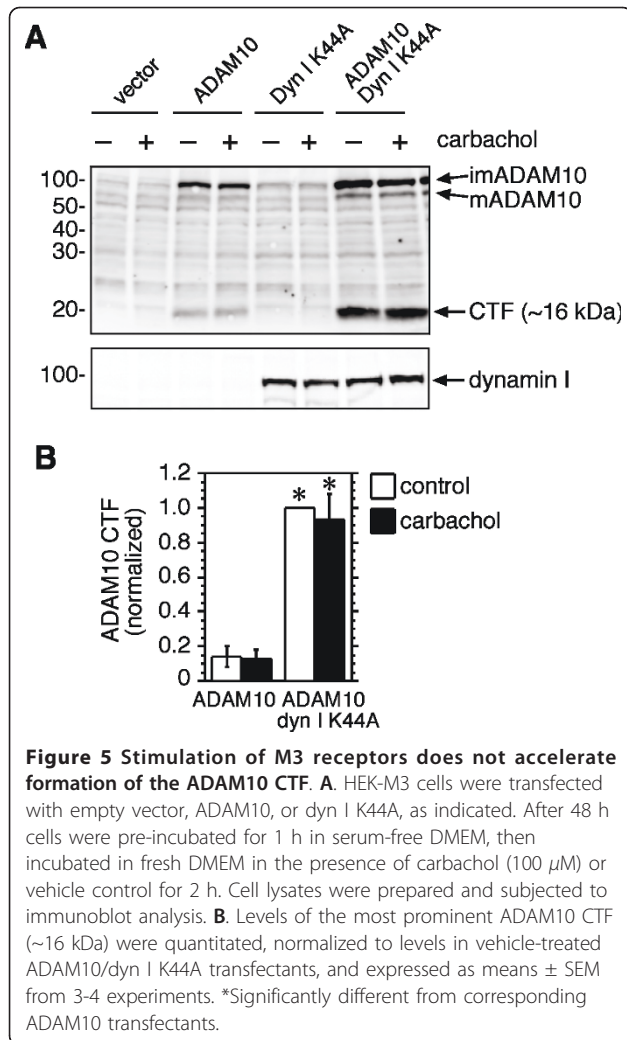 A
vector
ADAM10
Dyn I K44A
ADAM10
Dyn I K44A
– + – + – + – + carbachol
100-
50-
40-
30-
20-
imADAM10
mADAM10
CTF (~16 kDa)
100-
dynamin I
B
ADAM10 CTF
(normalized)
1.2
1.0
0.8
0.6
0.4
0.2
0
* *
control
carbachol
ADAM10
ADAM10
dyn I K44A
Figure 5 Stimulation of M3 receptors does not accelerate
formation of the ADAM10 CTF. A. HEK-M3 cells were transfected
with empty vector, ADAM10, or dyn I K44A, as indicated. After 48 h
cells were pre-incubated for 1 h in serum-free DMEM, then
incubated in fresh DMEM in the presence of carbachol (100 μM) or
vehicle control for 2 h. Cell lysates were prepared and subjected to
immunoblot analysis. B. Levels of the most prominent ADAM10 CTF
(~16 kDa) were quantitated, normalized to levels in vehicle-treated
ADAM10/dyn I K44A transfectants, and expressed as means ± SEM
from 3-4 experiments. *Significantly different from corresponding
ADAM10 transfectants.